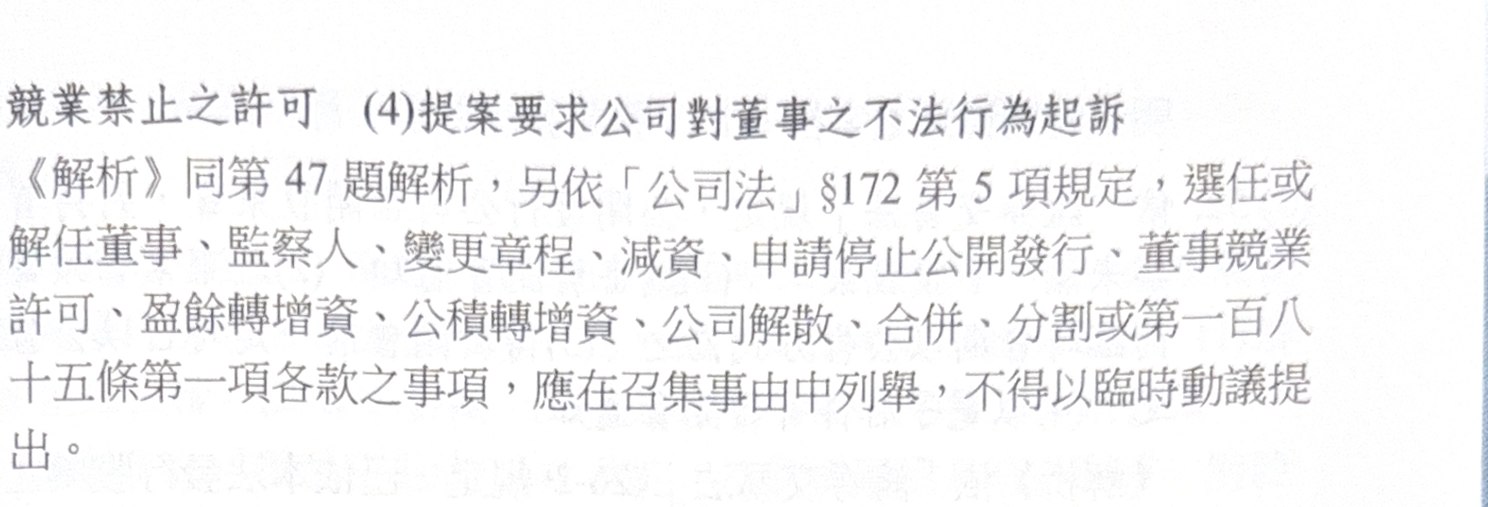 競業禁止之許可 (4)提案要求公司對董事之不法行為起訴
《解析》同第 47 題解析，另依「公司法」§172 第 5 項規定，選任或
解任董事、監察人、變更章程、減資、申請停止公開發行、董事競業
許可、盈餘轉增資、公積轉增資、公司解散、合併、分割或第一百八
十五條第一項各款之事項，應在召集事由中列舉，不得以臨時動議提
出。